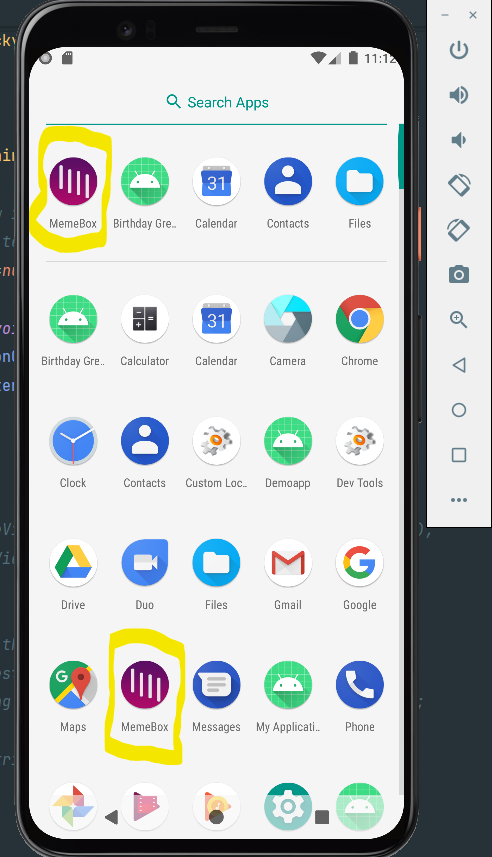 11:12
Search Apps
31
MemeBox
Birthday Gre..
Calendar
Contacts
Files
31
Birthday Gre..
Calculator
Calendar
Camera
Chrome
Clock
Contacts
Custom Loc..
Demoapp
Dev Tools
Drive
Duo
Files
Gmail
Google
G
Maps
MemeBox
Messages
My Applicati..
Phone